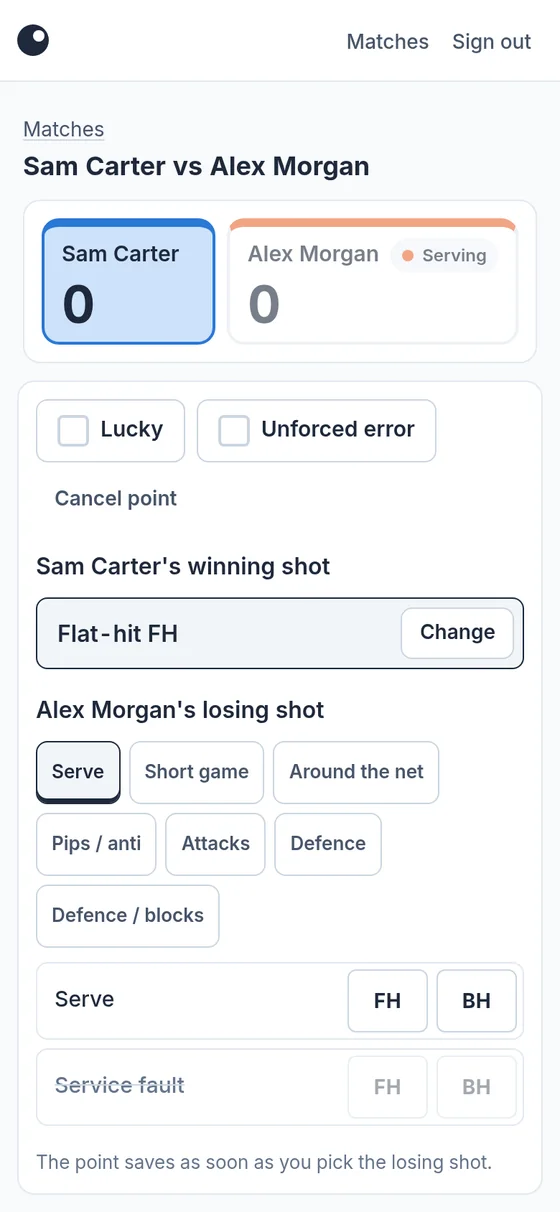 Matches Sign out
Matches
Sam Carter vs Alex Morgan
Sam Carter
0
Alex Morgan Serving
0
Lucky Unforced error
Cancel point
Sam Carter's winning shot
Flat-hit FH Change
Alex Morgan's losing shot
Serve Short game Around the net
Pips / anti Attacks Defence
Defence / blocks
Serve FH BH
Service fault FH BH
The point saves as soon as you pick the losing shot.